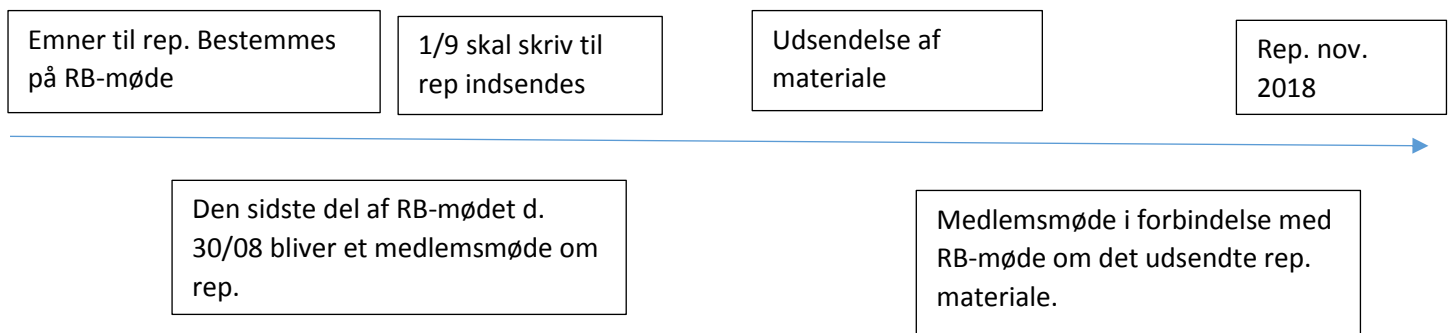 Emner til rep. Bestemmes
på RB-møde
1/9 skal skriv til
rep indsendes
Udsendelse af
materiale
Rep. nov.
2018
Den sidste del af RB-mødet d.
30/08 bliver et medlemsmøde om
rep.
Medlemsmøde i forbindelse med
RB-møde om det udsendte rep.
materiale.